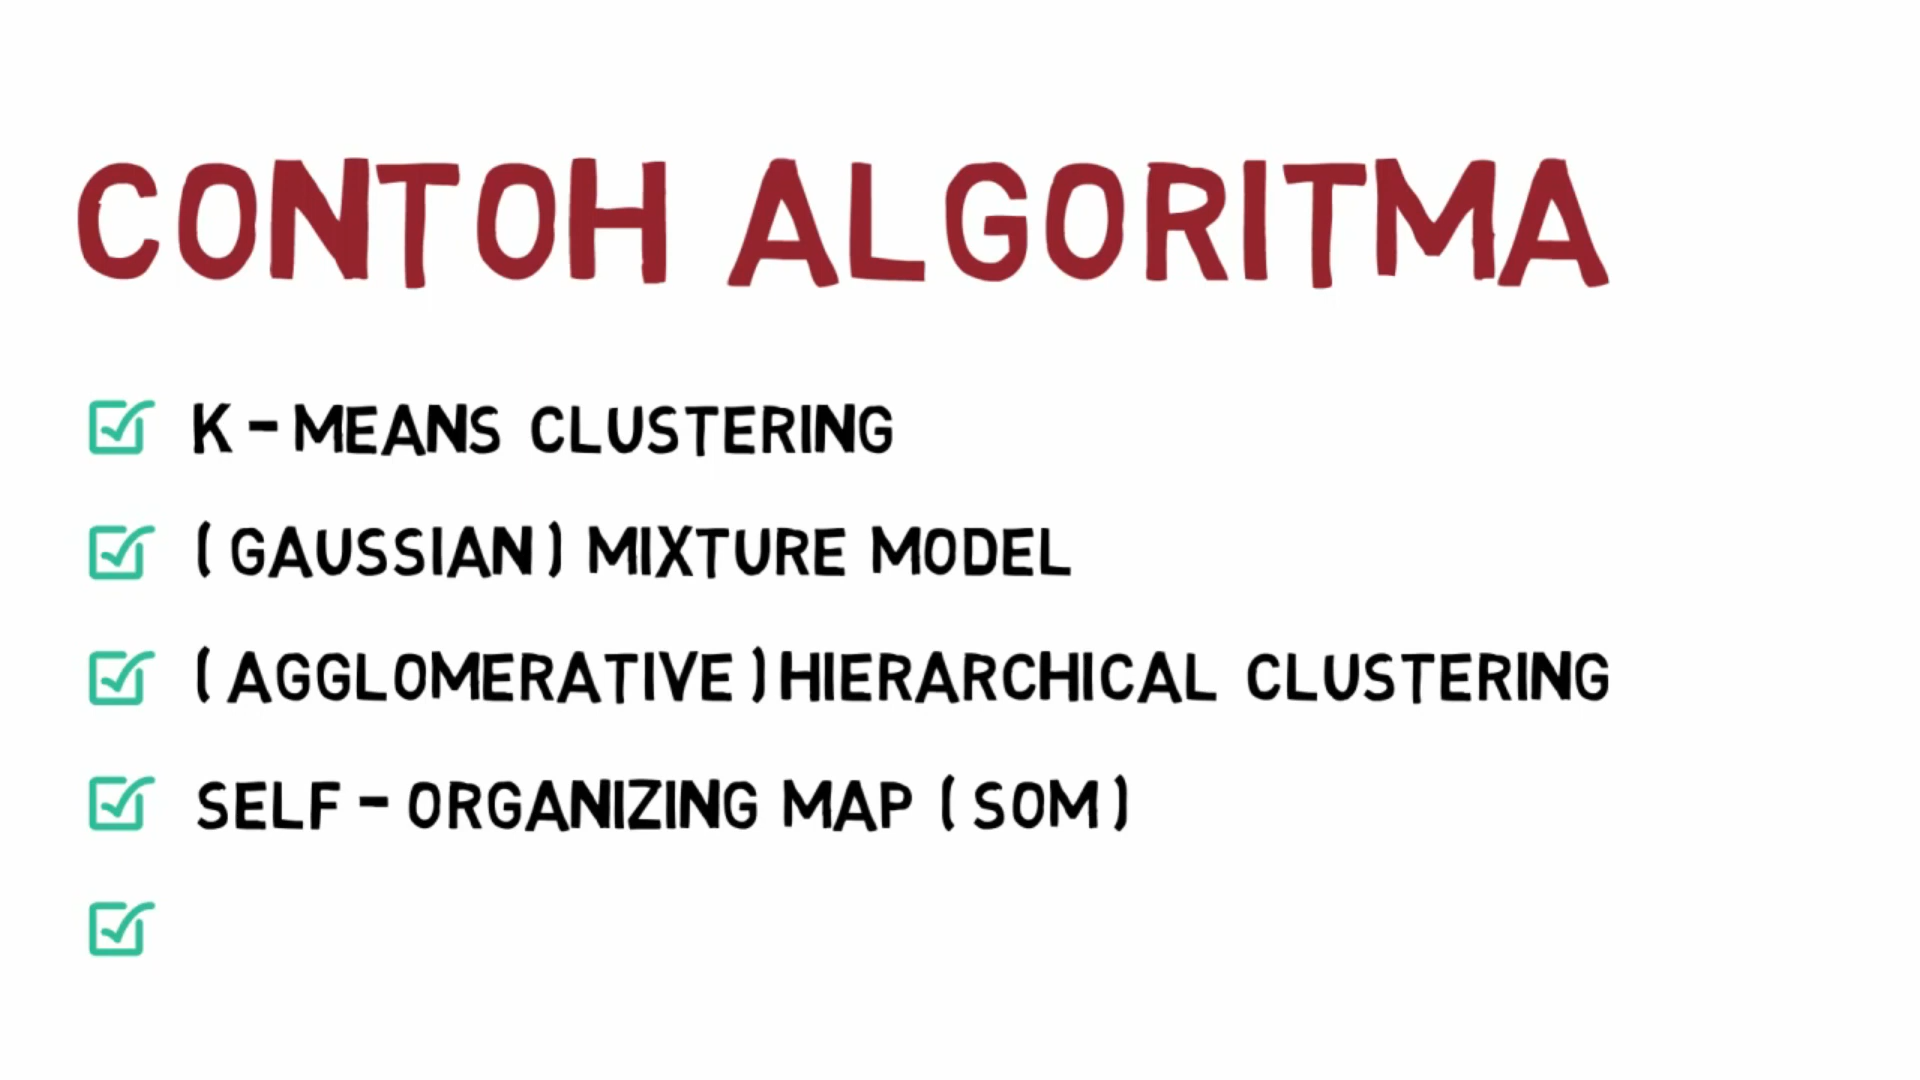 CONTOH ALGORITMA
K-MEANS CLUSTERING
(GAUSSIAN) MIXTURE MODEL
(AGGLOMERATIVE) HIERARCHICAL CLUSTERING
SELF-ORGANIZING MAP (SOM)